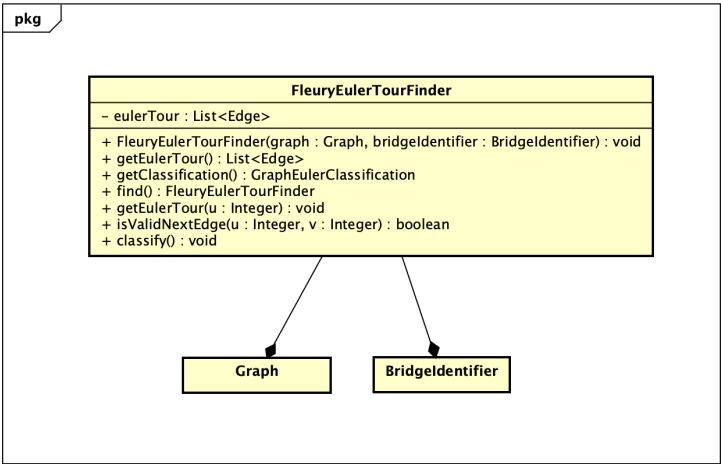 pkg
FleuryEulerTourFinder
– eulerTour : List<Edge>
+ FleuryEulerTourFinder(graph : Graph, bridgeIdentifier : BridgeIdentifier) : void
+ getEulerTour() : List<Edge>
+ getClassification() : GraphEulerClassification
+ find() : FleuryEulerTourFinder
+ getEulerTour(u : Integer) : void
+ isValidNextEdge(u : Integer, v : Integer) : boolean
+ classify() : void
Graph
BridgeIdentifier